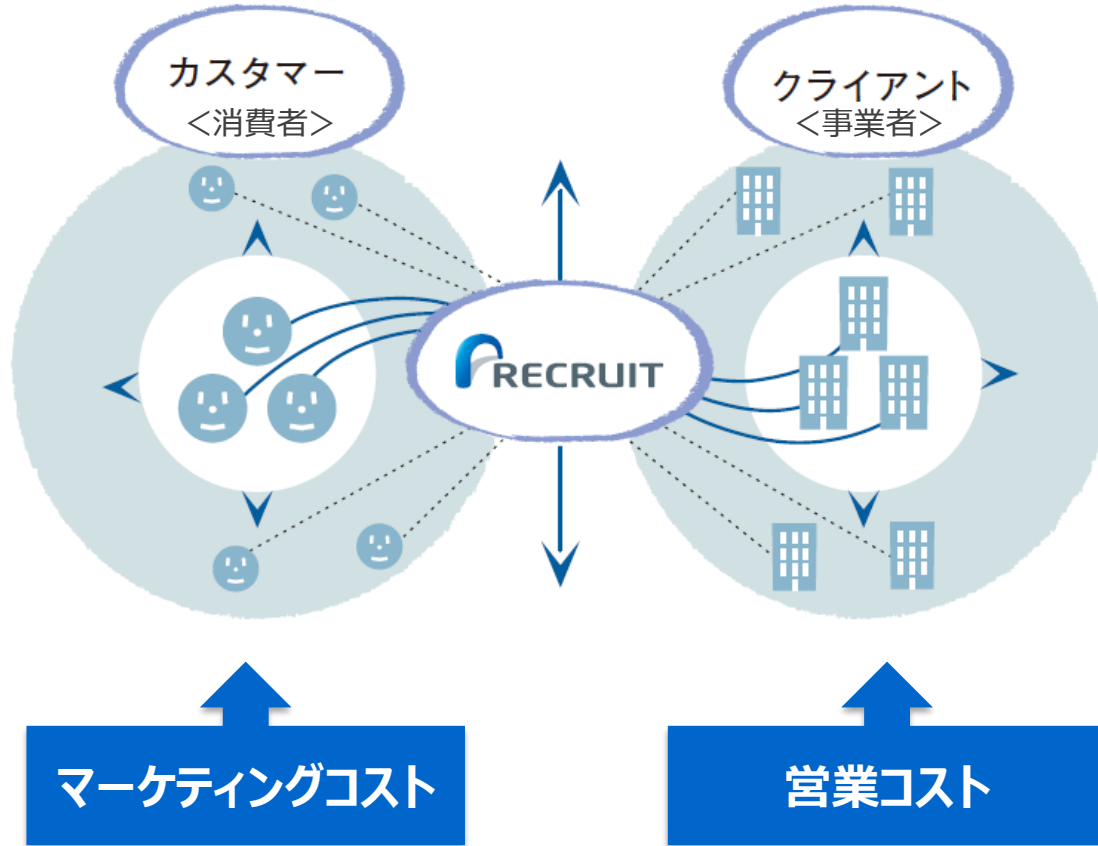 カスタマー
＜消費者＞
クライアント
＜事業者＞
RECRUIT
マーケティングコスト
営業コスト